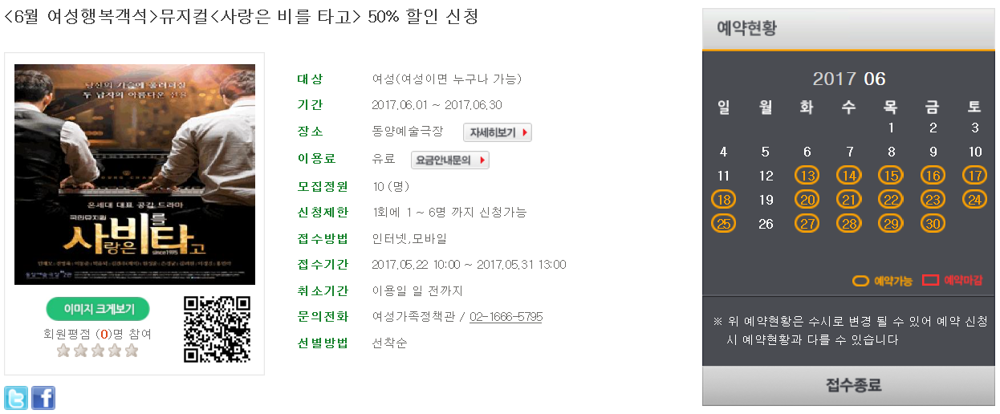 <6월 여성행복객석>뮤지컬<사랑은 비를 타고> 50% 할인 신청
당신의 가슴에 울려퍼질
두 남자의 아름다운 선율
온세대 대표 공감 드라마
국민뮤지컬
사랑은비를타고
since1995
이미지 크게보기
회원평점 (0)명 참여
대상 여성(여성이면 누구나 가능)
기간 2017.06.01 ~ 2017.06.30
장소 동양예술극장 자세히보기
이용료 유료 요금안내문의
모집정원 10 (명)
신청제한 1회에 1 ~ 6명 까지 신청가능
접수방법 인터넷,모바일
접수기간 2017.05.22 10:00 ~ 2017.05.31 13:00
취소기간 이용일 일 전까지
문의전화 여성가족정책관 / 02-1666-5795
선별방법 선착순
예약현황
2017 06
일 월 화 수 목 금 토
1 2 3
4 5 6 7 8 9 10
11 12 13 14 15 16 17
18 19 20 21 22 23 24
25 26 27 28 29 30
예약가능 예약마감
※ 위 예약현황은 수시로 변경 될 수 있어 예약 신청
시 예약현황과 다를 수 있습니다
접수종료